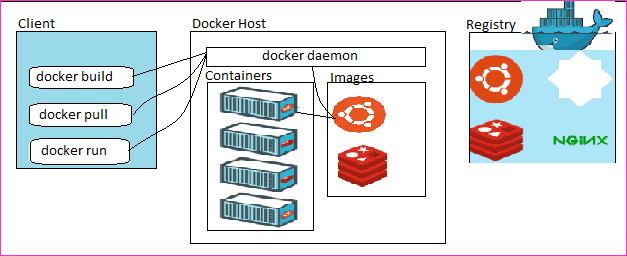 Client
docker build
docker pull
docker run
Docker Host
docker daemon
Containers
Images
Registry
NGINX